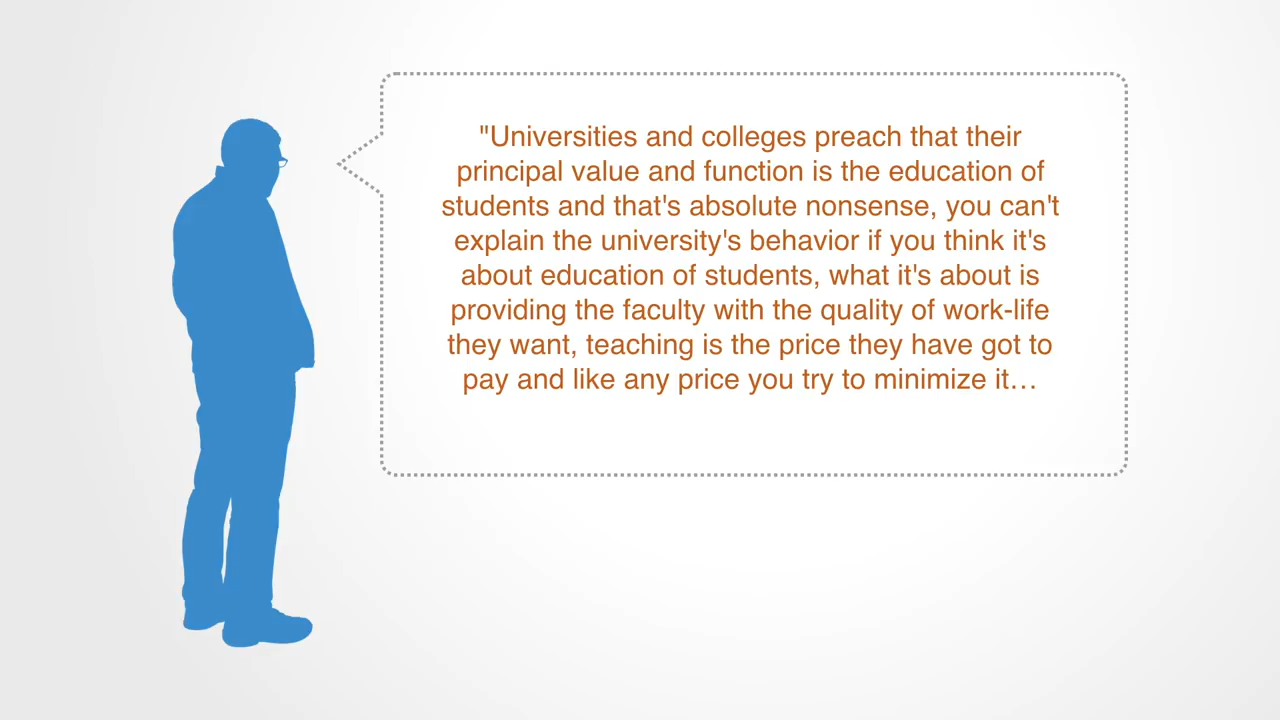 "Universities and colleges preach that their
principal value and function is the education of
students and that's absolute nonsense, you can't
explain the university's behavior if you think it's
about education of students, what it's about is
providing the faculty with the quality of work-life
they want, teaching is the price they have got to
pay and like any price you try to minimize it…